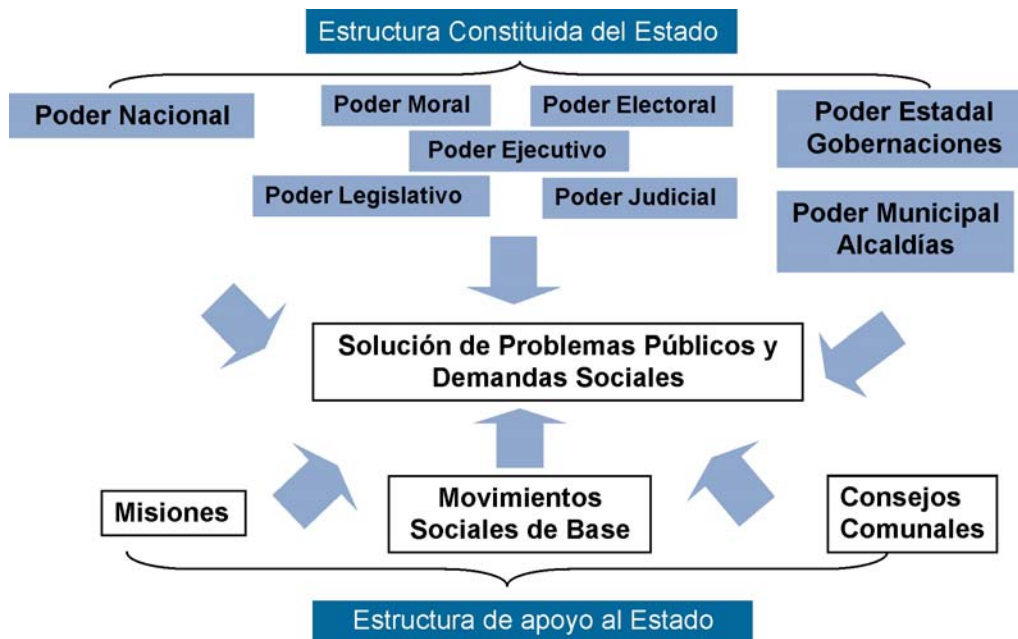 Estructura Constituida del Estado
Poder Nacional
Poder Moral
Poder Electoral
Poder Ejecutivo
Poder Legislativo
Poder Judicial
Poder Estadal
Gobernaciones
Poder Municipal
Alcaldías
Solución de Problemas Públicos y
Demandas Sociales
Misiones
Movimientos
Sociales de Base
Consejos
Comunales
Estructura de apoyo al Estado